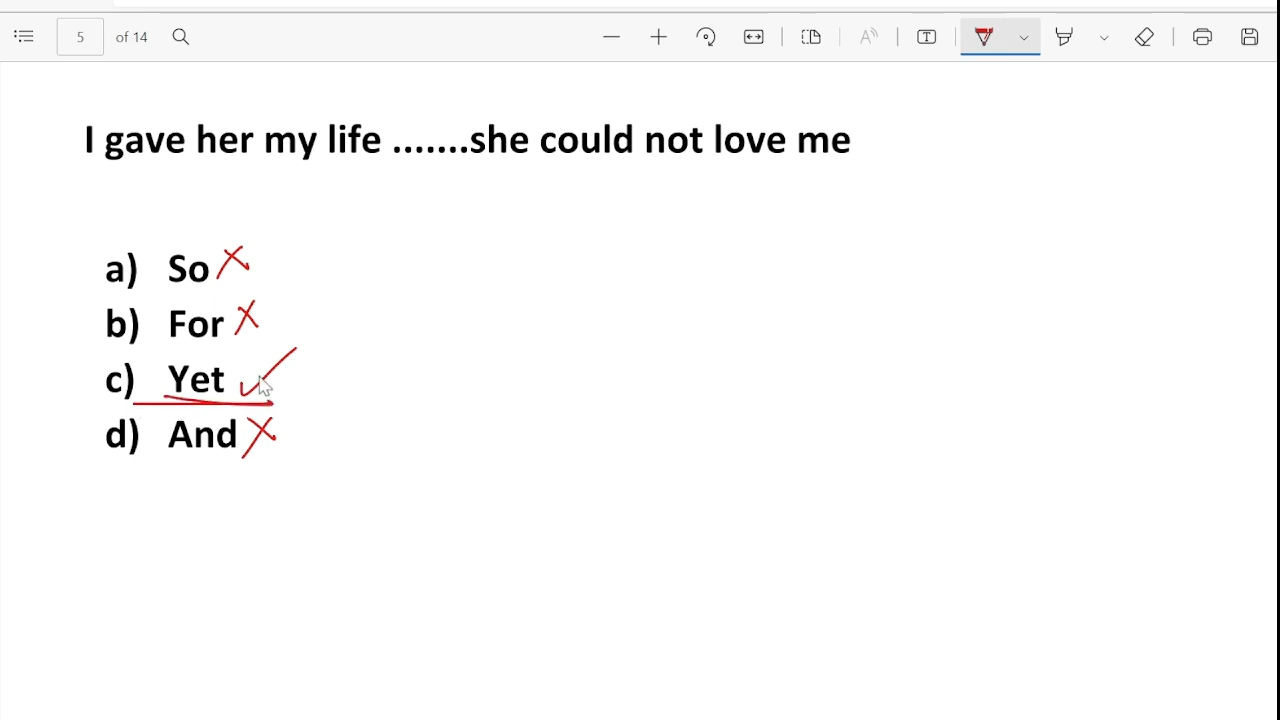 5 of 14
I gave her my life .......she could not love me
a) So
b) For
c) Yet
d) And